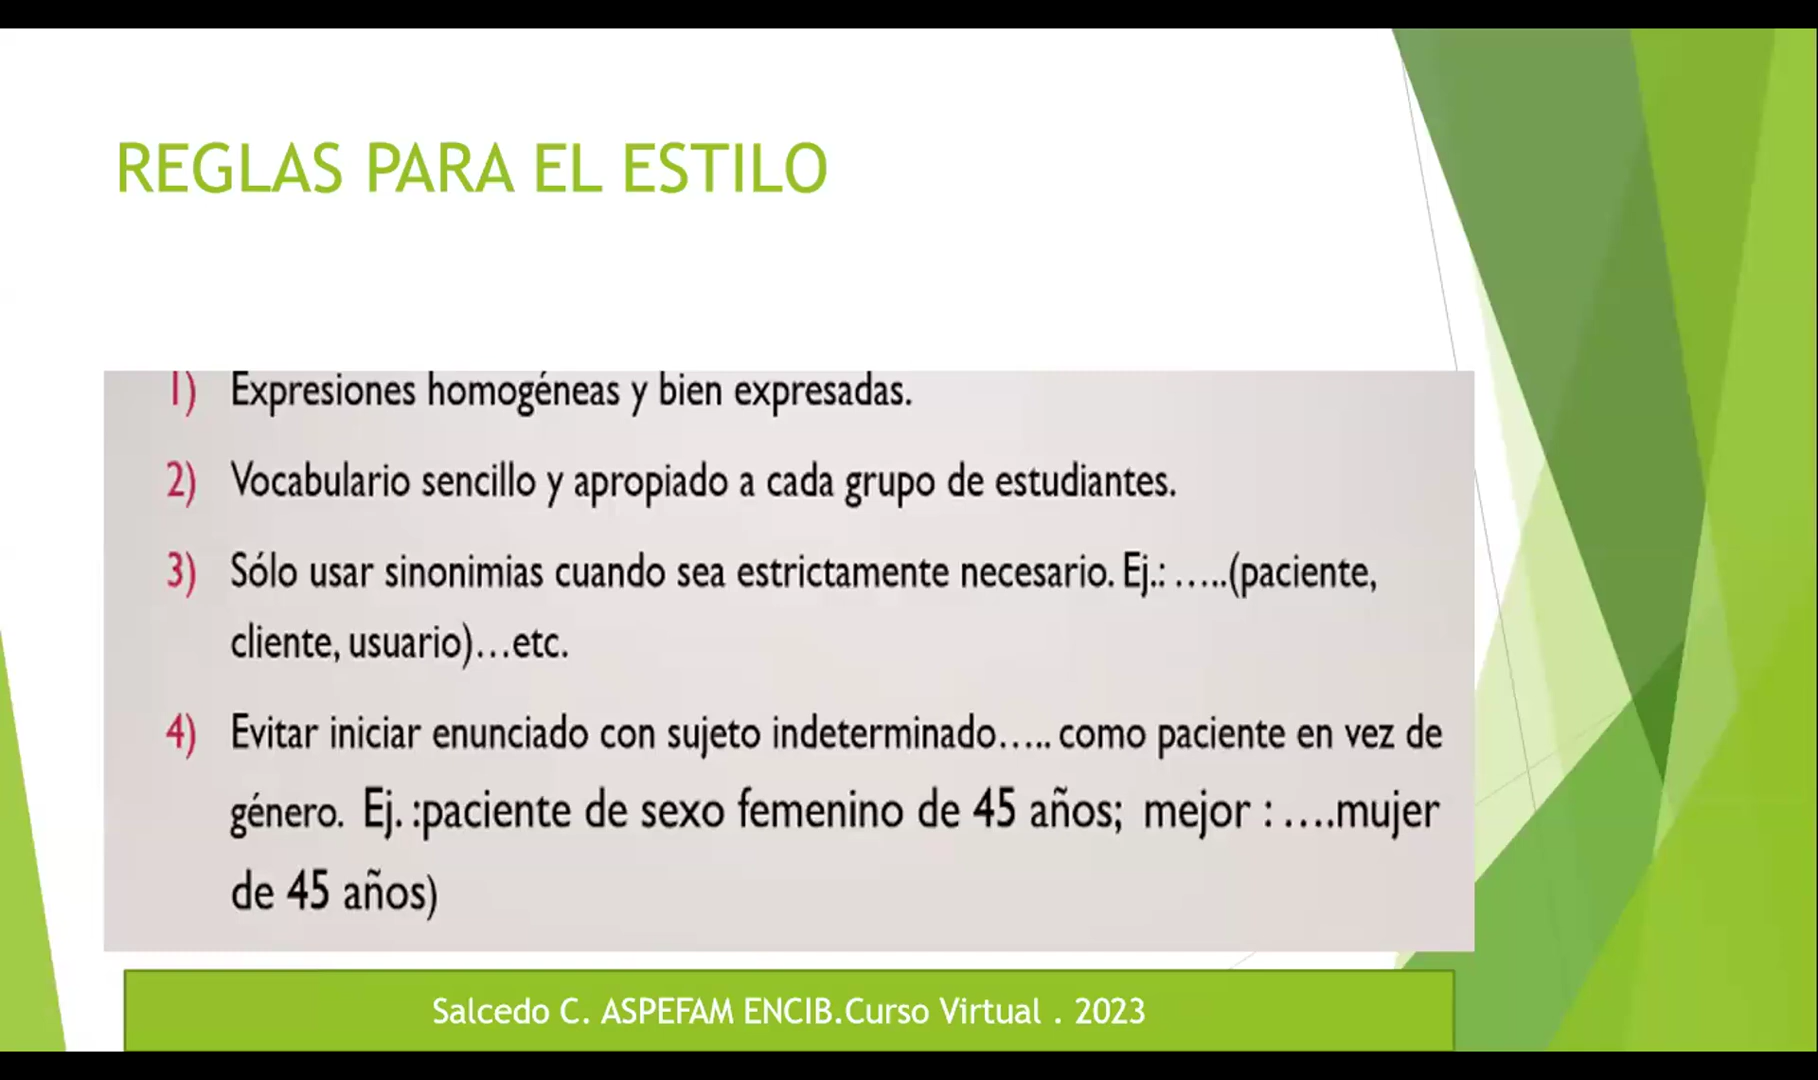 REGLAS PARA EL ESTILO
1) Expresiones homogéneas y bien expresadas.
2) Vocabulario sencillo y apropiado a cada grupo de estudiantes.
3) Sólo usar sinonimias cuando sea estrictamente necesario. Ej.: …..(paciente,
cliente, usuario)…etc.
4) Evitar iniciar enunciado con sujeto indeterminado….. como paciente en vez de
género. Ej. :paciente de sexo femenino de 45 años; mejor : ….mujer
de 45 años)
Salcedo C. ASPEFAM ENCIB.Curso Virtual . 2023